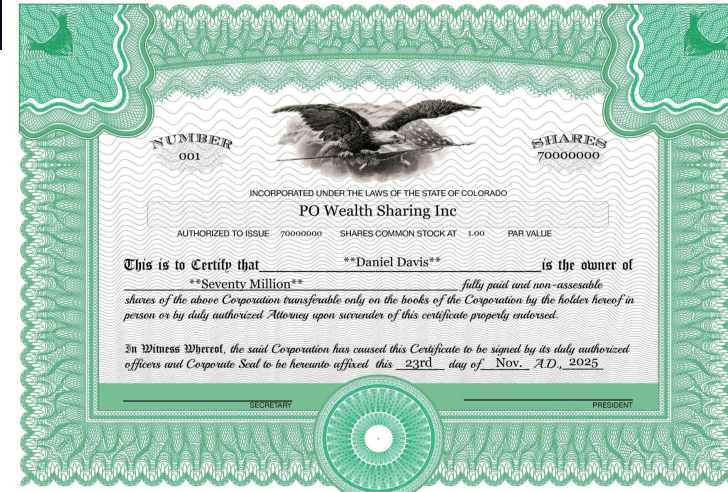 NUMBER
001
SHARES
70000000
INCORPORATED UNDER THE LAWS OF THE STATE OF COLORADO
PO Wealth Sharing Inc
AUTHORIZED TO ISSUE 70000000 SHARES COMMON STOCK AT 1.00 PAR VALUE
This is to Certify that **Daniel Davis** is the owner of
**Seventy Million** fully paid and non-assesable
shares of the above Corporation transferable only on the books of the Corporation by the holder hereof in
person or by duly authorized Attorney upon surrender of this certificate properly endorsed.
In Witness Whereof, the said Corporation has caused this Certificate to be signed by its duly authorized
officers and Corporate Seal to be hereunto affixed this 23rd day of Nov. A.D., 2025
SECRETARY
PRESIDENT